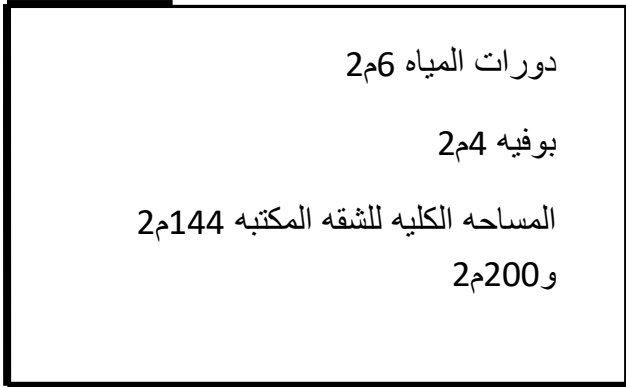 دورات المياه 6م2
بوفيه 4م2
المساحه الكليه للشقه المكتبه 144م2
و200م2